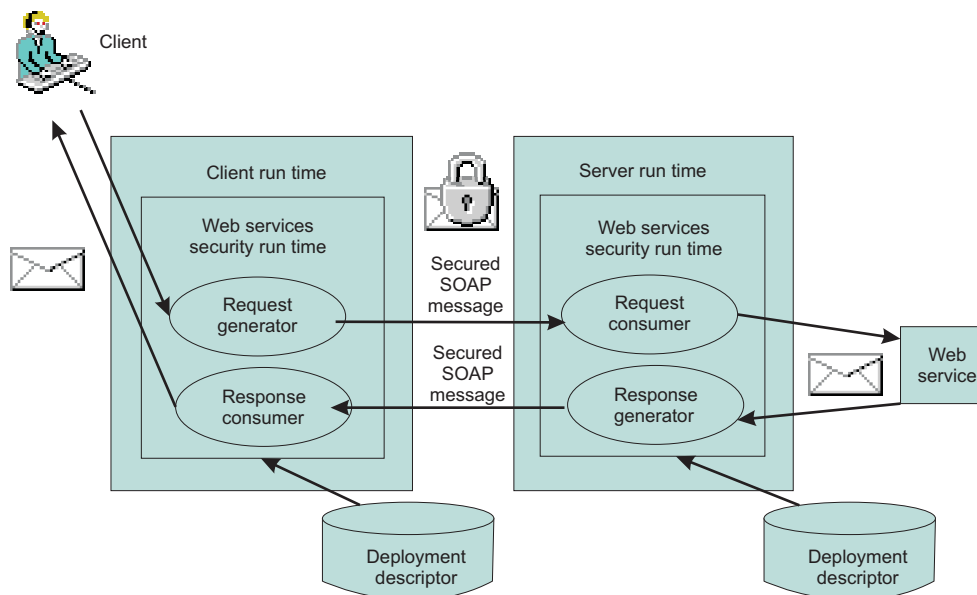 Client
Client run time
Server run time
Web services
security run time
Web services
security run time
Secured
SOAP
message
Request
generator
Request
consumer
Web
service
Secured
SOAP
message
Response
consumer
Response
generator
Deployment
descriptor
Deployment
descriptor